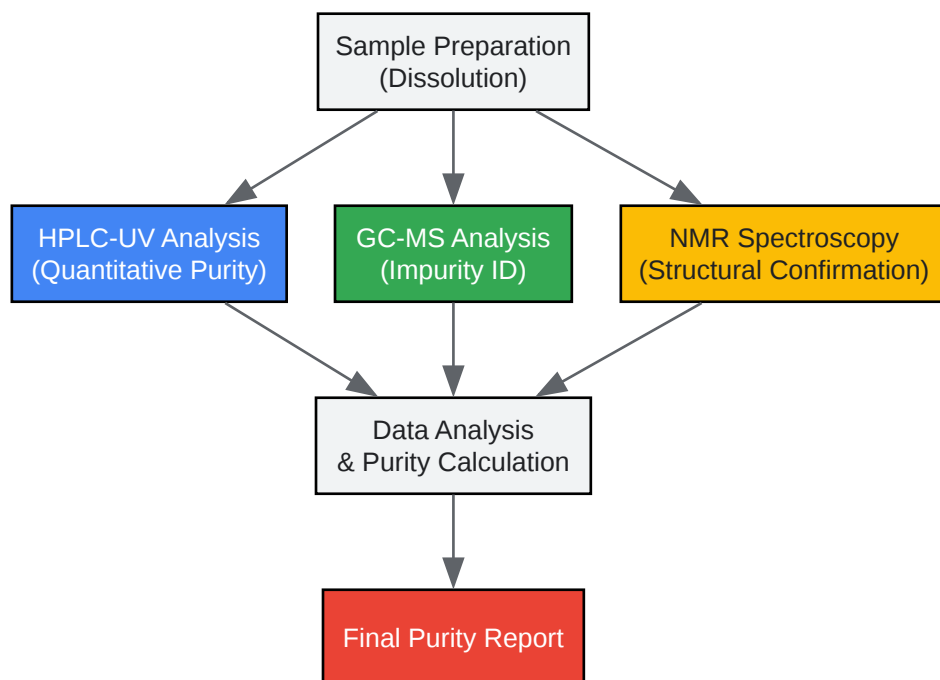 Sample Preparation
(Dissolution)
HPLC-UV Analysis
(Quantitative Purity)
GC-MS Analysis
(Impurity ID)
NMR Spectroscopy
(Structural Confirmation)
Data Analysis
& Purity Calculation
Final Purity Report